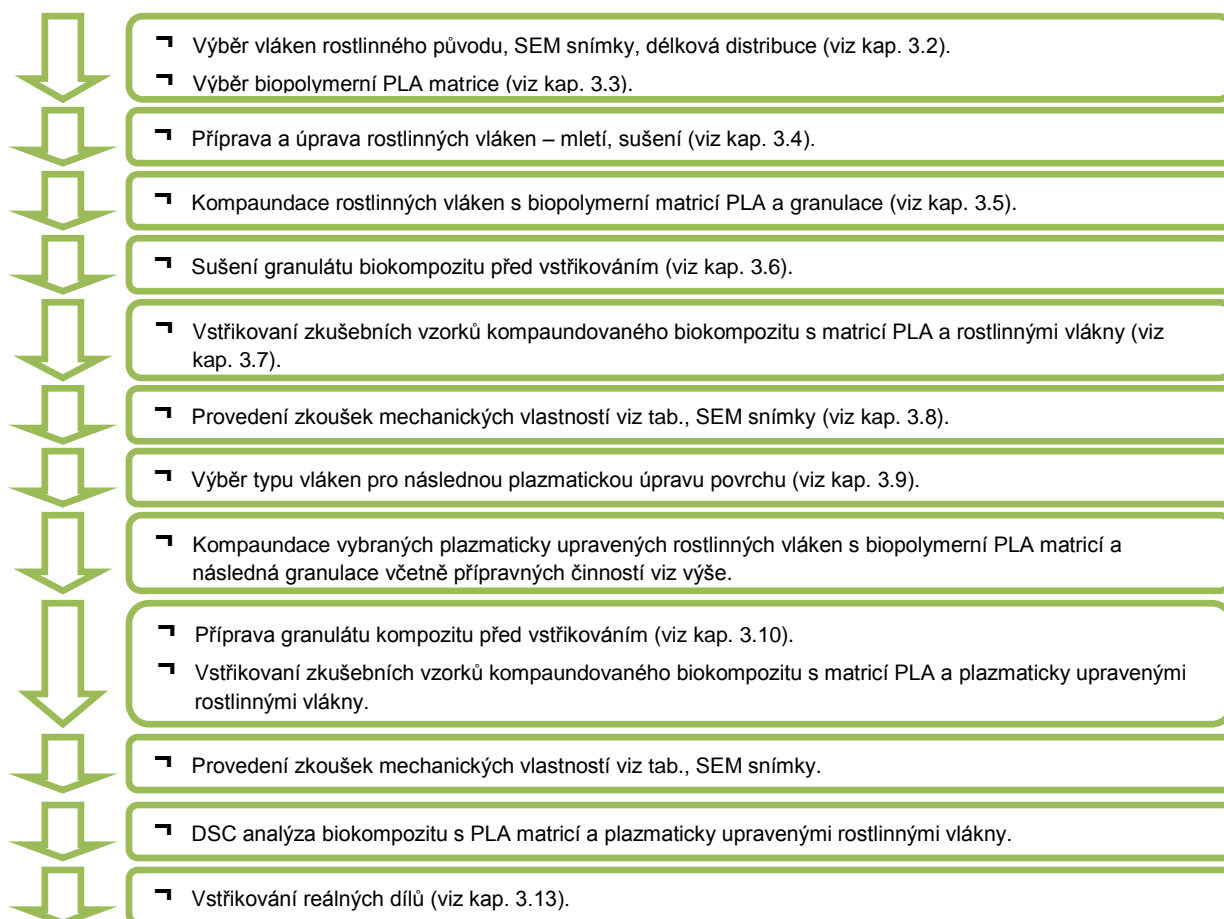 Výběr vláken rostlinného původu, SEM snímky, délková distribuce (viz kap. 3.2).
Výběr biopolymerní PLA matrice (viz kap. 3.3).
Příprava a úprava rostlinných vláken – mletí, sušení (viz kap. 3.4).
Kompaundace rostlinných vláken s biopolymerní matricí PLA a granulace (viz kap. 3.5).
Sušení granulátu biokompozitu před vstřikováním (viz kap. 3.6).
Vstřikovaní zkušebních vzorků kompaundovaného biokompozitu s matricí PLA a rostlinnými vlákny (viz
kap. 3.7).
Provedení zkoušek mechanických vlastností viz tab., SEM snímky (viz kap. 3.8).
Výběr typu vláken pro následnou plazmatickou úpravu povrchu (viz kap. 3.9).
Kompaundace vybraných plazmaticky upravených rostlinných vláken s biopolymerní PLA matricí a
následná granulace včetně přípravných činností viz výše.
Příprava granulátu kompozitu před vstřikováním (viz kap. 3.10).
Vstřikovaní zkušebních vzorků kompaundovaného biokompozitu s matricí PLA a plazmaticky upravenými
rostlinnými vlákny.
Provedení zkoušek mechanických vlastností viz tab., SEM snímky.
DSC analýza biokompozitu s PLA matricí a plazmaticky upravenými rostlinnými vlákny.
Vstřikování reálných dílů (viz kap. 3.13).